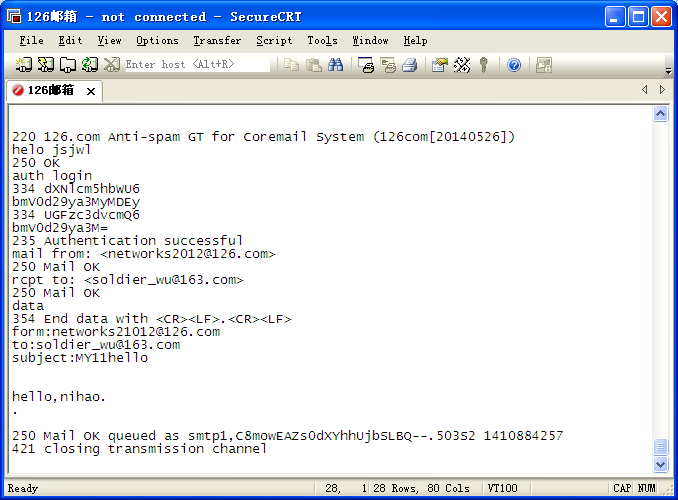 126邮箱 - not connected - SecureCRT
File Edit View Options Transfer Script Tools Window Help
Enter host <Alt+R>
126邮箱
220 126.com Anti-spam GT for Coremail System (126com[20140526])
helo jsjwl
250 OK
auth login
334 dXNlcm5hbWU6
bmV0d29ya3MyMDEy
334 UGFzc3dvcmQ6
bmV0d29ya3M=
235 Authentication successful
mail from: <networks2012@126.com>
250 Mail OK
rcpt to: <soldier_wu@163.com>
250 Mail OK
data
354 End data with <CR><LF>.<CR><LF>
form:networks21012@126.com
to:soldier_wu@163.com
subject:MY11hello
hello,nihao.
.
250 Mail OK queued as smtp1,C8mowEAZs0dXYhhUjbSLBQ--.503S2 1410884257
421 closing transmission channel
Ready 28, 1 28 Rows, 80 Cols VT100 CAP NUM